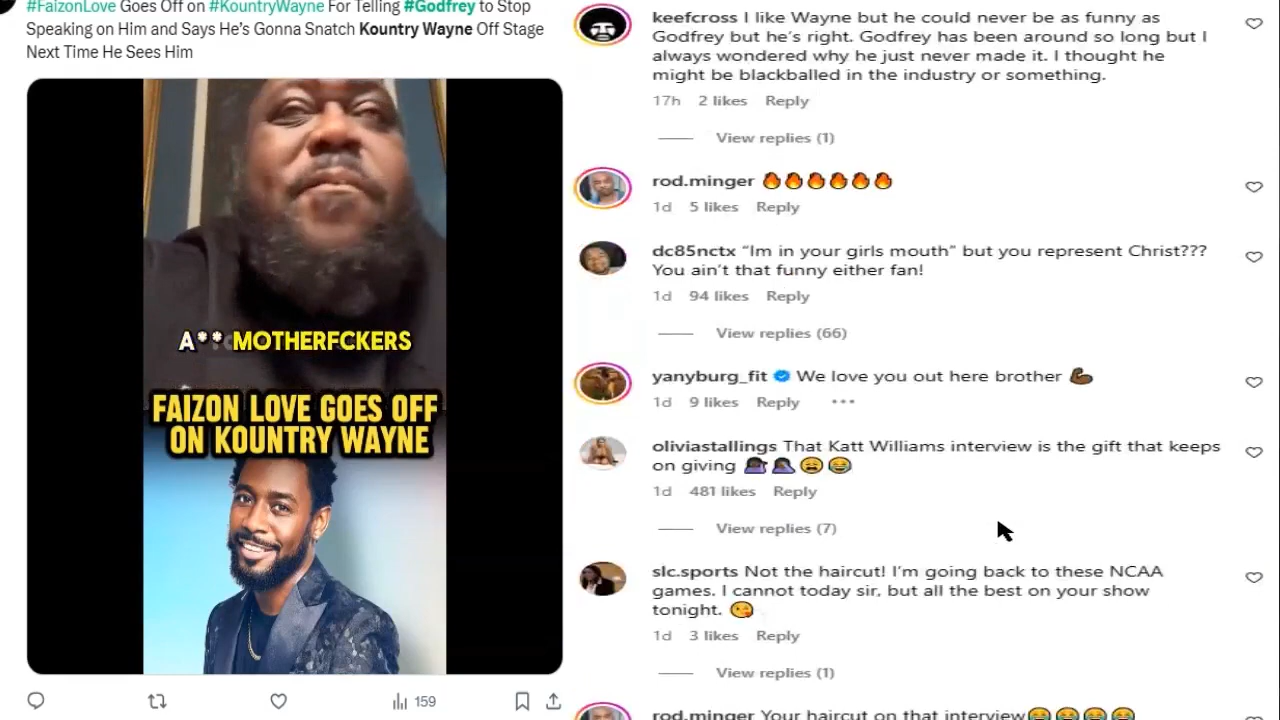 #FaizonLove Goes Off on #KountryWayne For Telling #Godfrey to Stop
Speaking on Him and Says He's Gonna Snatch Kountry Wayne Off Stage
Next Time He Sees Him
A** MOTHERFCKERS
FAIZON LOVE GOES OFF
ON KOUNTRY WAYNE
159
keefcross I like Wayne but he could never be as funny as
Godfrey but he's right. Godfrey has been around so long but I
always wondered why he just never made it. I thought he
might be blackballed in the industry or something.
17h 2 likes Reply
View replies (1)
rod.minger 🔥🔥🔥🔥🔥🔥
1d 5 likes Reply
dc85nctx “Im in your girls mouth” but you represent Christ???
You ain't that funny either fan!
1d 94 likes Reply
View replies (66)
yanyburg_fit We love you out here brother 💪🏿
1d 9 likes Reply •••
oliviastallings That Katt Williams interview is the gift that keeps
on giving 🤦🏿‍♀️😩😂
1d 481 likes Reply
View replies (7)
slc.sports Not the haircut! I'm going back to these NCAA
games. I cannot today sir, but all the best on your show
tonight. 😘
1d 3 likes Reply
View replies (1)
rod.minger Your haircut on that interview😂😂😂😂